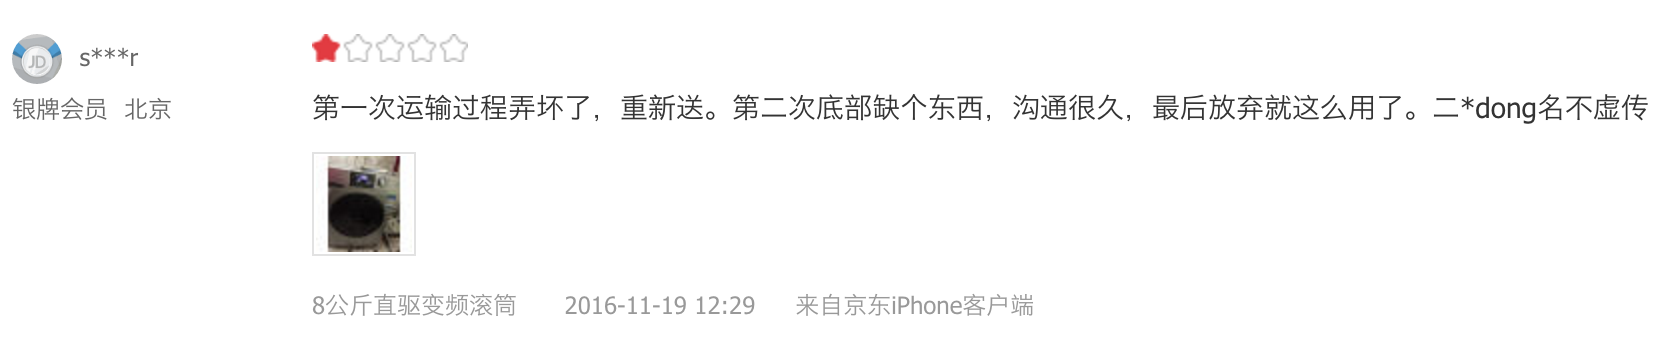 JD
s***r
银牌会员 北京
第一次运输过程弄坏了，重新送。第二次底部缺个东西，沟通很久，最后放弃就这么用了。二*dong名不虚传
8公斤直驱变频滚筒 2016-11-19 12:29 来自京东iPhone客户端